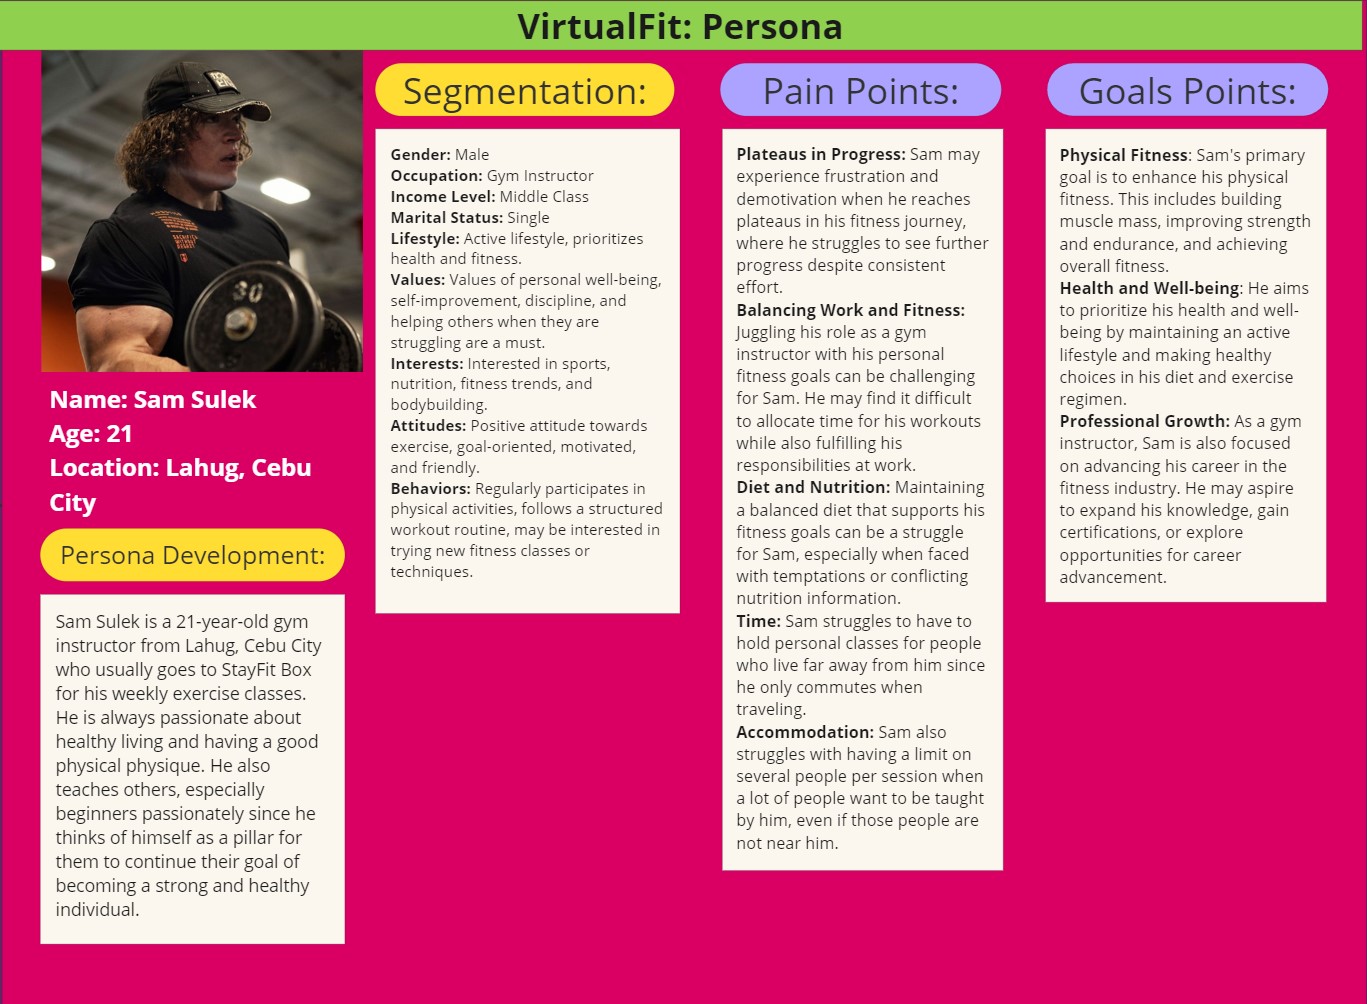 VirtualFit: Persona
30
Name: Sam Sulek
Age: 21
Location: Lahug, Cebu
City
Persona Development:
Sam Sulek is a 21-year-old gym
instructor from Lahug, Cebu City
who usually goes to StayFit Box
for his weekly exercise classes.
He is always passionate about
healthy living and having a good
physical physique. He also
teaches others, especially
beginners passionately since he
thinks of himself as a pillar for
them to continue their goal of
becoming a strong and healthy
individual.
Segmentation:
Gender: Male
Occupation: Gym Instructor
Income Level: Middle Class
Marital Status: Single
Lifestyle: Active lifestyle, prioritizes
health and fitness.
Values: Values of personal well-being,
self-improvement, discipline, and
helping others when they are
struggling are a must.
Interests: Interested in sports,
nutrition, fitness trends, and
bodybuilding.
Attitudes: Positive attitude towards
exercise, goal-oriented, motivated,
and friendly.
Behaviors: Regularly participates in
physical activities, follows a structured
workout routine, may be interested in
trying new fitness classes or
techniques.
Pain Points:
Plateaus in Progress: Sam may
experience frustration and
demotivation when he reaches
plateaus in his fitness journey,
where he struggles to see further
progress despite consistent
effort.
Balancing Work and Fitness:
Juggling his role as a gym
instructor with his personal
fitness goals can be challenging
for Sam. He may find it difficult
to allocate time for his workouts
while also fulfilling his
responsibilities at work.
Diet and Nutrition: Maintaining
a balanced diet that supports his
fitness goals can be a struggle
for Sam, especially when faced
with temptations or conflicting
nutrition information.
Time: Sam struggles to have to
hold personal classes for people
who live far away from him since
he only commutes when
traveling.
Accommodation: Sam also
struggles with having a limit on
several people per session when
a lot of people want to be taught
by him, even if those people are
not near him.
Goals Points:
Physical Fitness: Sam's primary
goal is to enhance his physical
fitness. This includes building
muscle mass, improving strength
and endurance, and achieving
overall fitness.
Health and Well-being: He aims
to prioritize his health and well-
being by maintaining an active
lifestyle and making healthy
choices in his diet and exercise
regimen.
Professional Growth: As a gym
instructor, Sam is also focused
on advancing his career in the
fitness industry. He may aspire
to expand his knowledge, gain
certifications, or explore
opportunities for career
advancement.